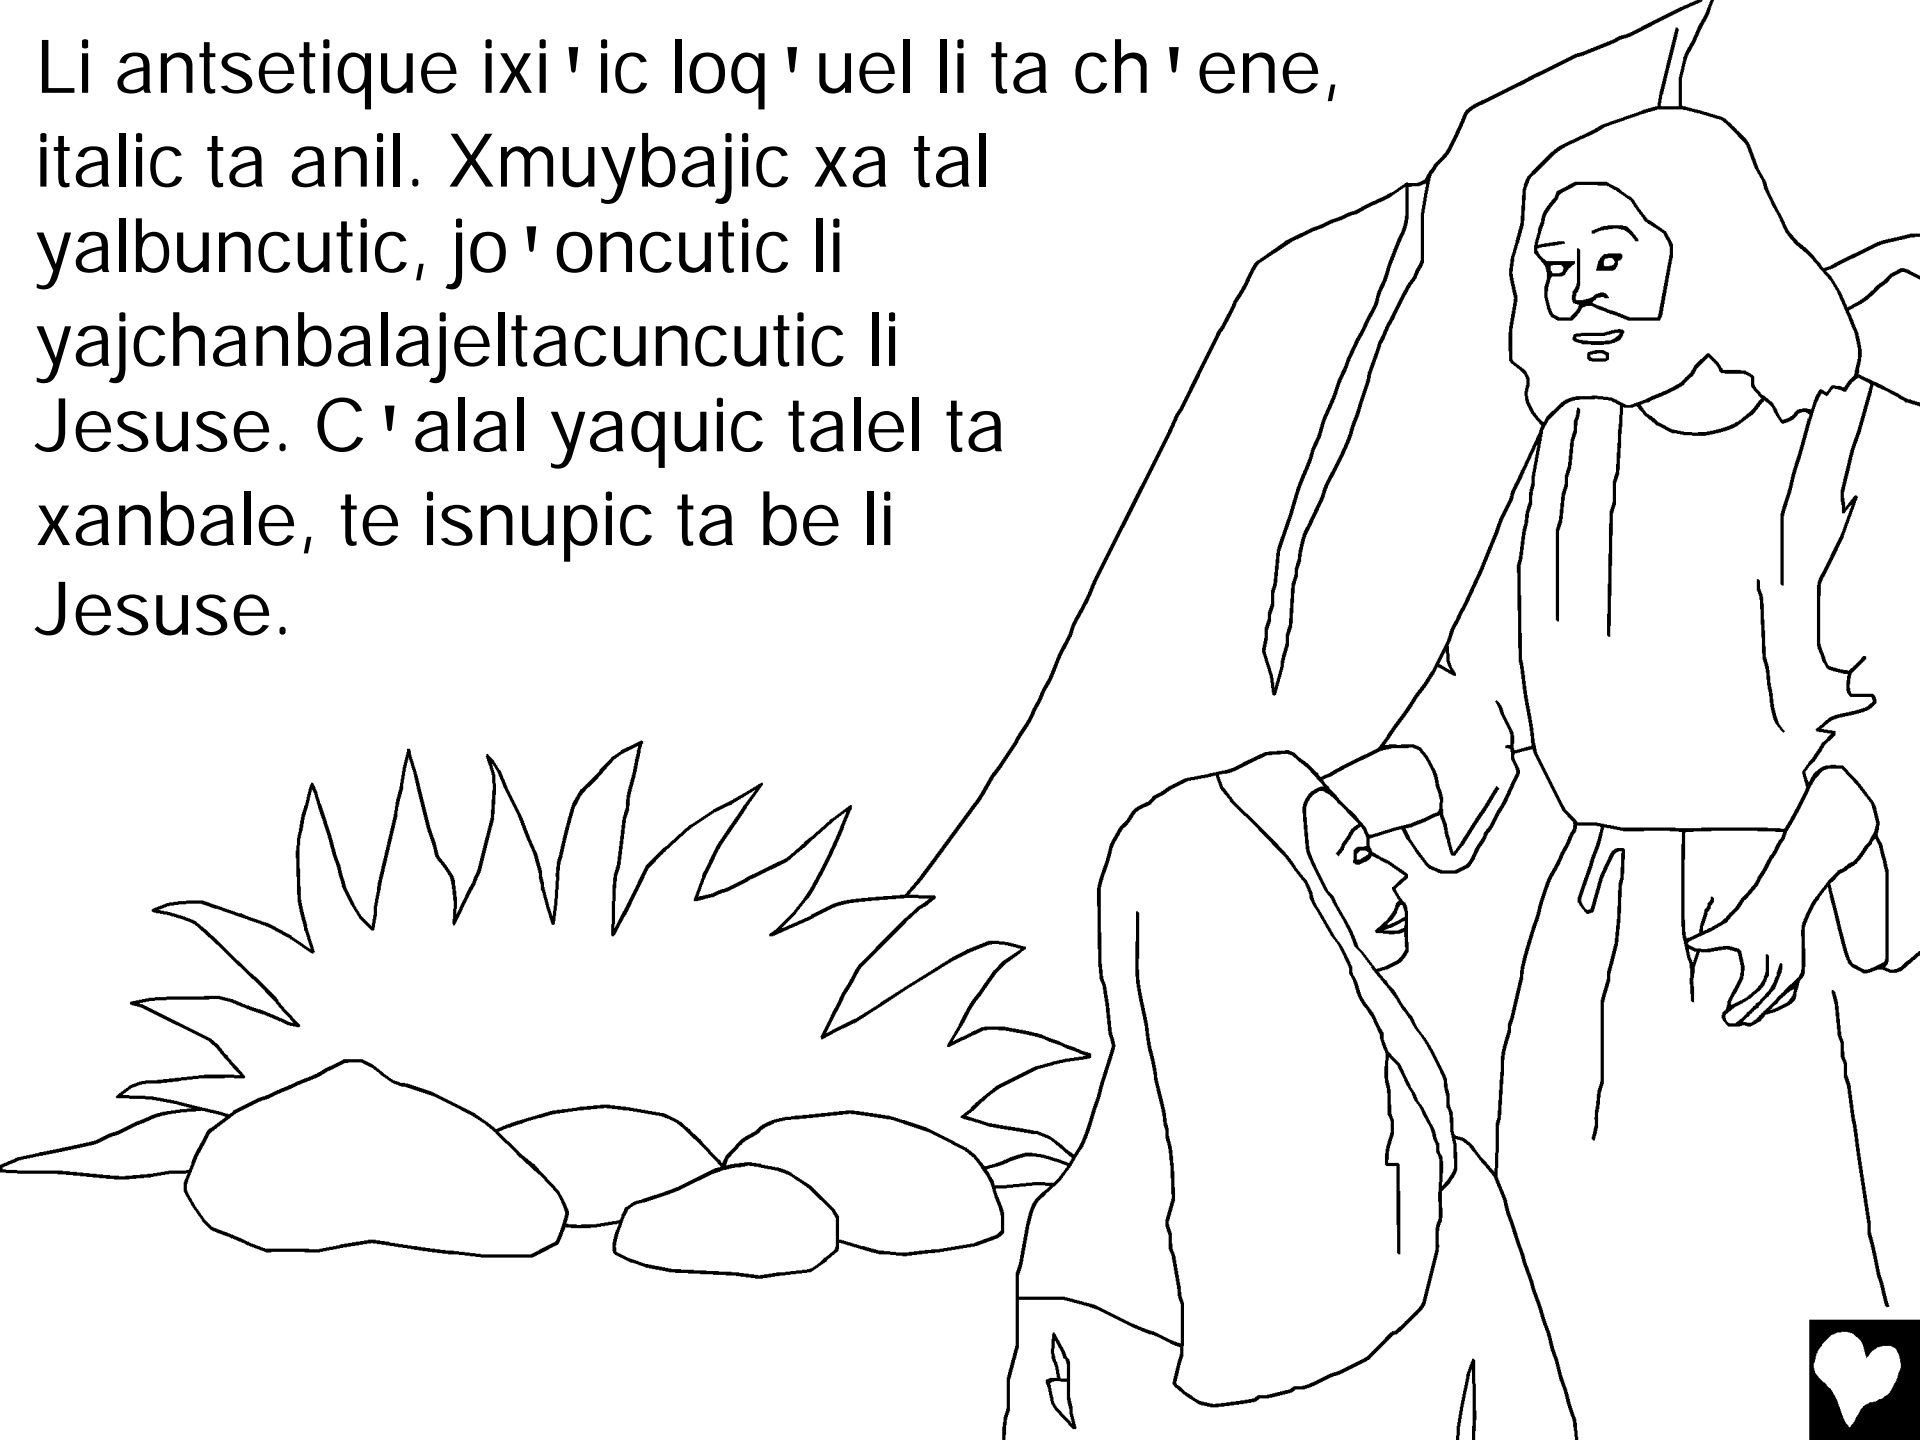 Li antsetique ixi'ic loq'uel li ta ch'ene,
italic ta anil. Xmuybajic xa tal
yalbuncutic, jo'oncutic li
yajchanbalajeltacuncutic li
Jesuse. C'alal yaquic talel ta
xanbale, te isnupic ta be li
Jesuse.